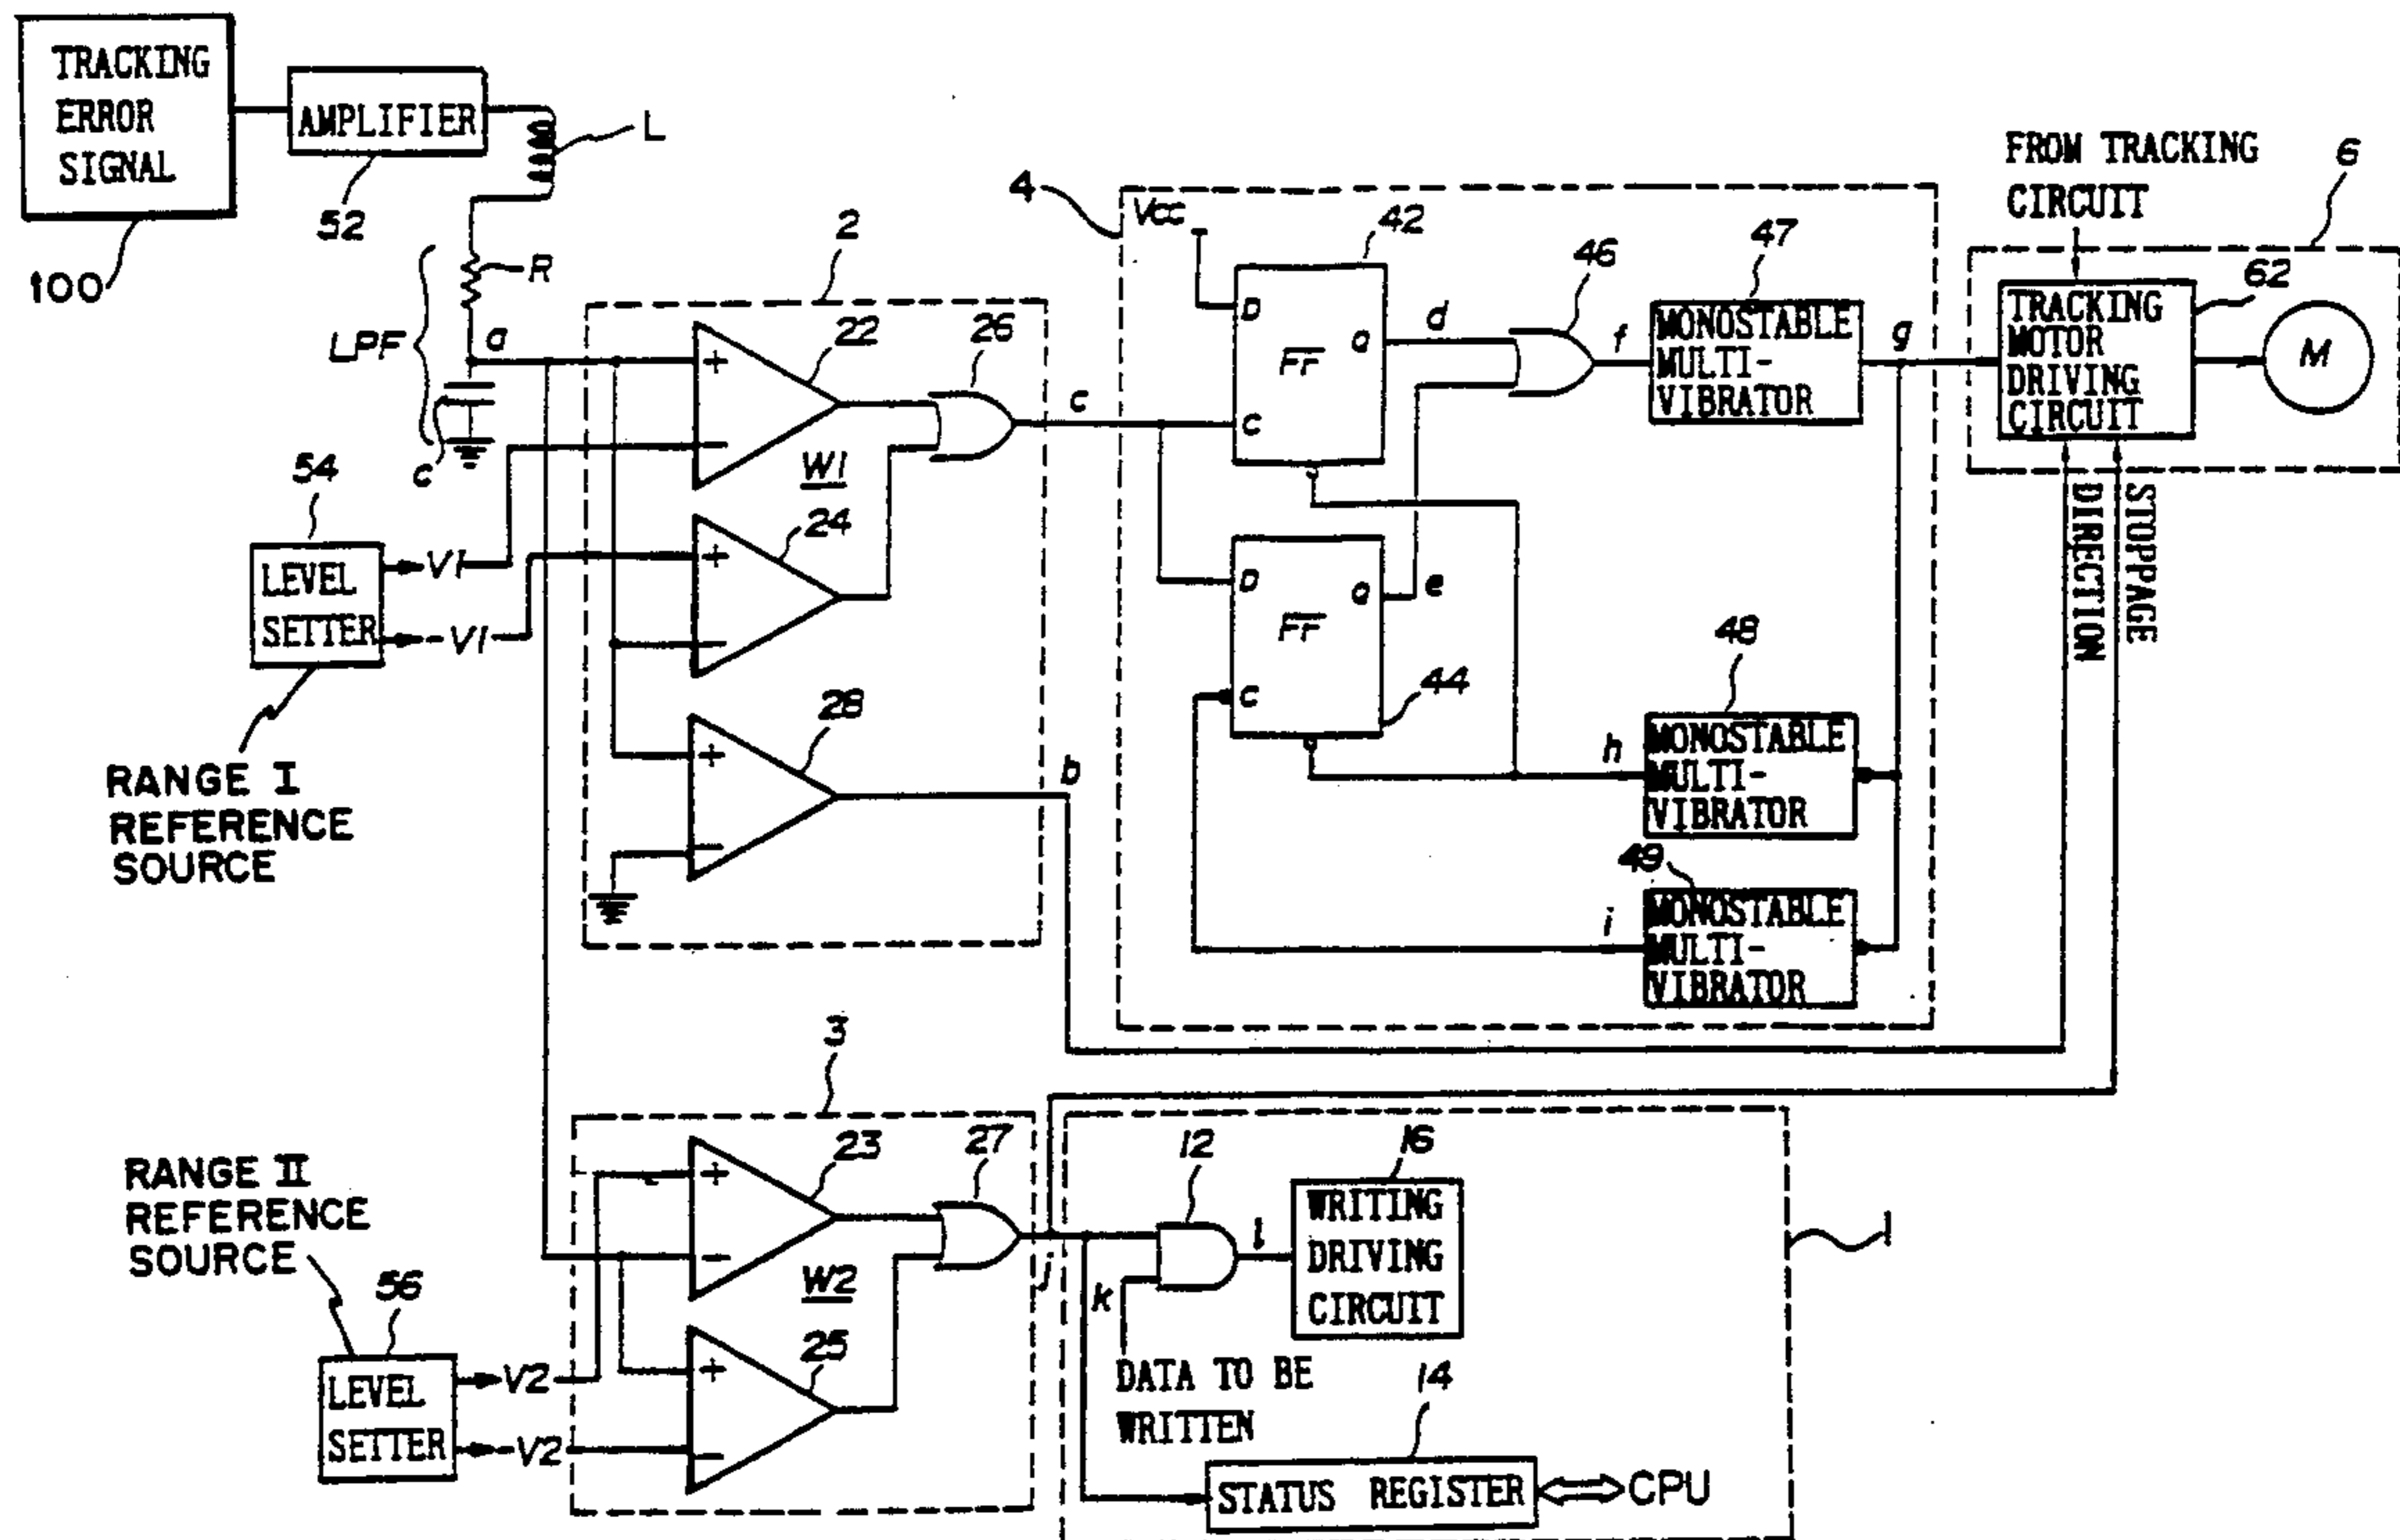 TRACKING
ERROR
SIGNAL
100
AMPLIFIER
52
L
R
LPF
a
c
54
LEVEL
SETTER
V1
V1
RANGE I
REFERENCE
SOURCE
2
22
+
−
W1
24
+
−
26
c
28
+
−
b
4
Vcc
42
D
FF
Q
C
d
46
f
47
MONOSTABLE
MULTI-
VIBRATOR
g
D
FF
Q
C
e
44
48
MONOSTABLE
MULTI-
VIBRATOR
h
49
MONOSTABLE
MULTI-
VIBRATOR
i
FROM TRACKING
CIRCUIT
6
62
TRACKING
MOTOR
DRIVING
CIRCUIT
M
DIRECTION
STOPPAGE
3
23
+
−
W2
25
+
−
27
j
RANGE II
REFERENCE
SOURCE
56
LEVEL
SETTER
V2
V2
12
k
l
16
WRITING
DRIVING
CIRCUIT
1
DATA TO BE
WRITTEN
14
STATUS REGISTER
CPU